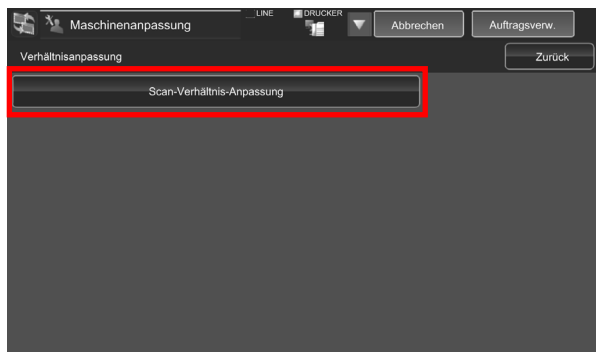 Maschinenanpassung
LINE
DRUCKER
Abbrechen
Auftragsverw.
Verhältnisanpassung
Zurück
Scan-Verhältnis-Anpassung